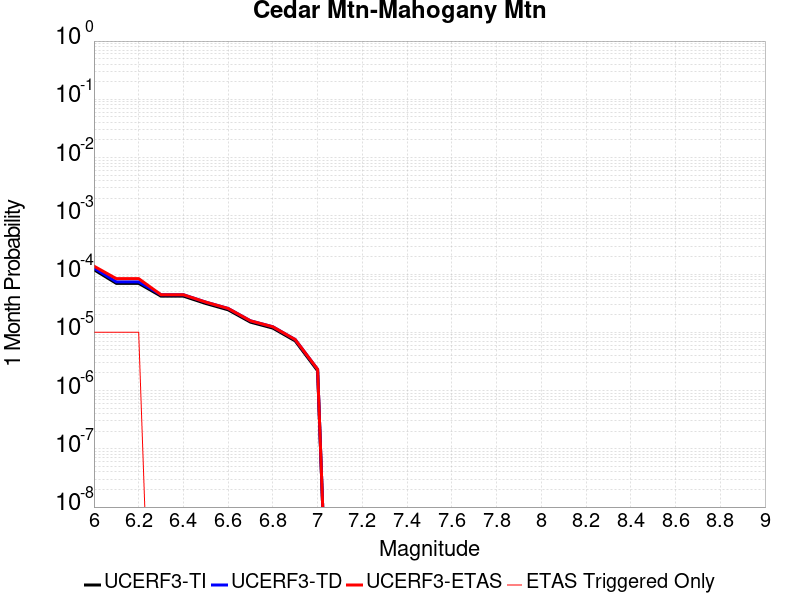 Cedar Mtn-Mahogany Mtn
1 Month Probability
10^0
10^-1
10^-2
10^-3
10^-4
10^-5
10^-6
10^-7
10^-8
6 6.2 6.4 6.6 6.8 7 7.2 7.4 7.6 7.8 8 8.2 8.4 8.6 8.8 9
Magnitude
UCERF3-TI UCERF3-TD UCERF3-ETAS ETAS Triggered Only